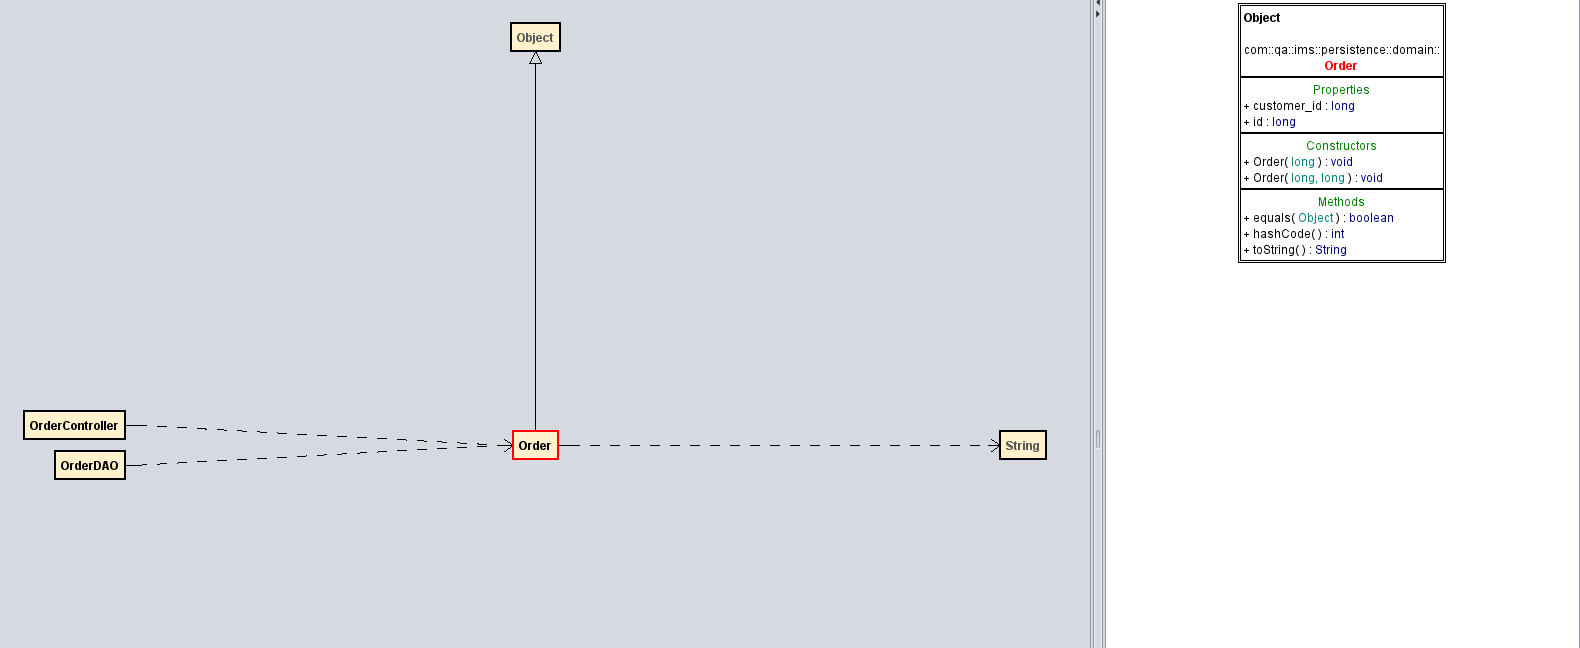 Object
OrderController
OrderDAO
Order
String
Object
com::qa::ims::persistence::domain::
Order
Properties
+ customer_id : long
+ id : long
Constructors
+ Order( long ) : void
+ Order( long, long ) : void
Methods
+ equals( Object ) : boolean
+ hashCode( ) : int
+ toString( ) : String